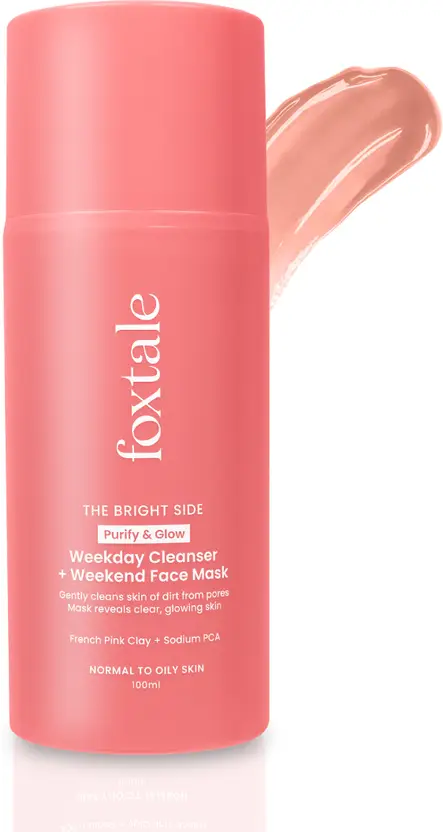 foxtale
THE BRIGHT SIDE
Purify & Glow
Weekday Cleanser
+ Weekend Face Mask
Gently cleans skin of dirt from pores
Mask reveals clear, glowing skin
French Pink Clay + Sodium PCA
NORMAL TO OILY SKIN
100ml